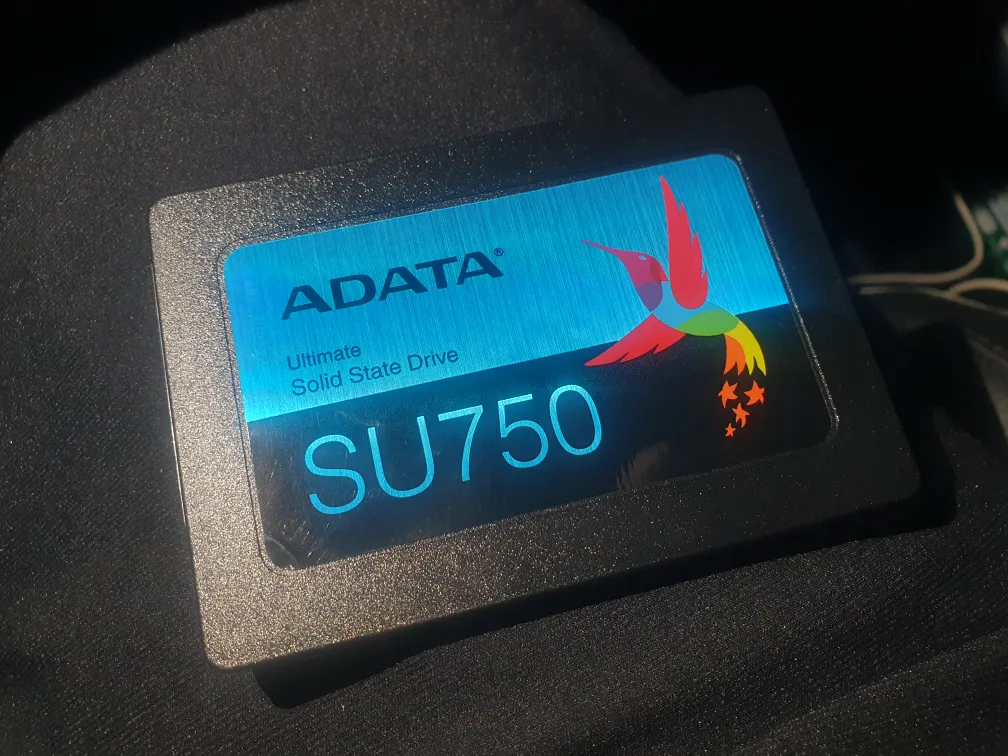 ADATA®
Ultimate
Solid State Drive
SU750